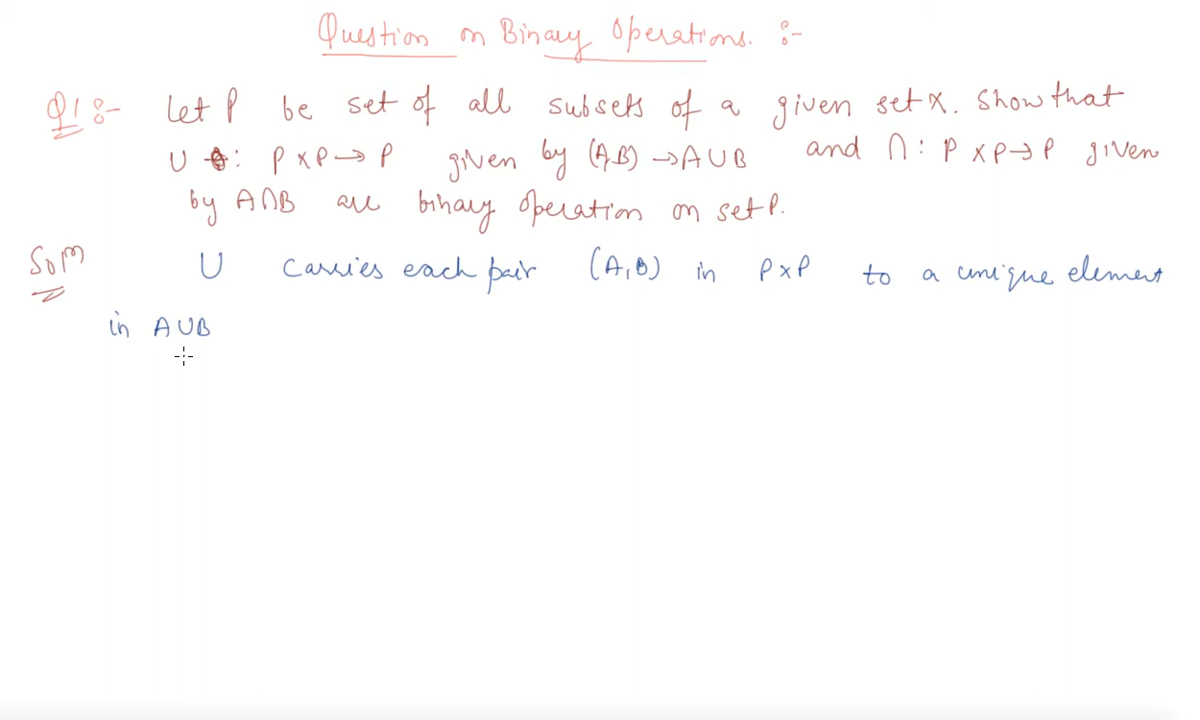 Question on Binary Operations. :-
Q1 :- Let P be set of all subsets of a given set X. Show that
U : P x P → P given by (A,B) → A U B and ∩ : P x P → P given
by A ∩ B are binary operation on set P.
Soln U carries each pair (A, B) in P x P to a unique element
in A U B